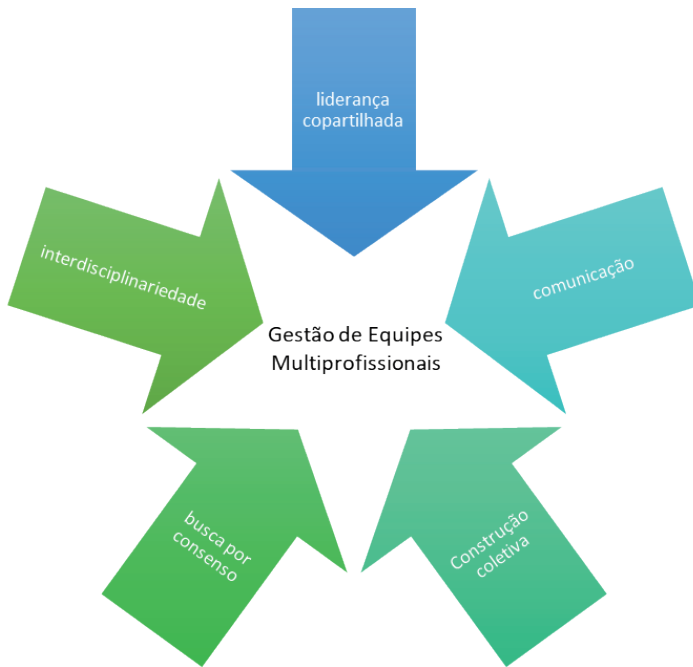 liderança
copartilhada
interdisciplinariedade
comunicação
Gestão de Equipes
Multiprofissionais
busca por
consenso
Construção
coletiva